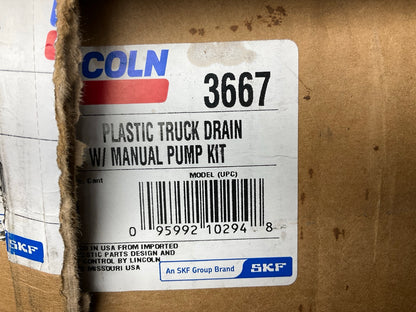 COLN
3667
PLASTIC TRUCK DRAIN
W/ MANUAL PUMP KIT
Cant
MODEL (UPC)
0 95992 10294 8
IN USA FROM IMPORTED
STIC PARTS DESIGN AND
CONTROL BY LINCOLN
MISSOURI USA
An SKF Group Brand
SKF
SKF